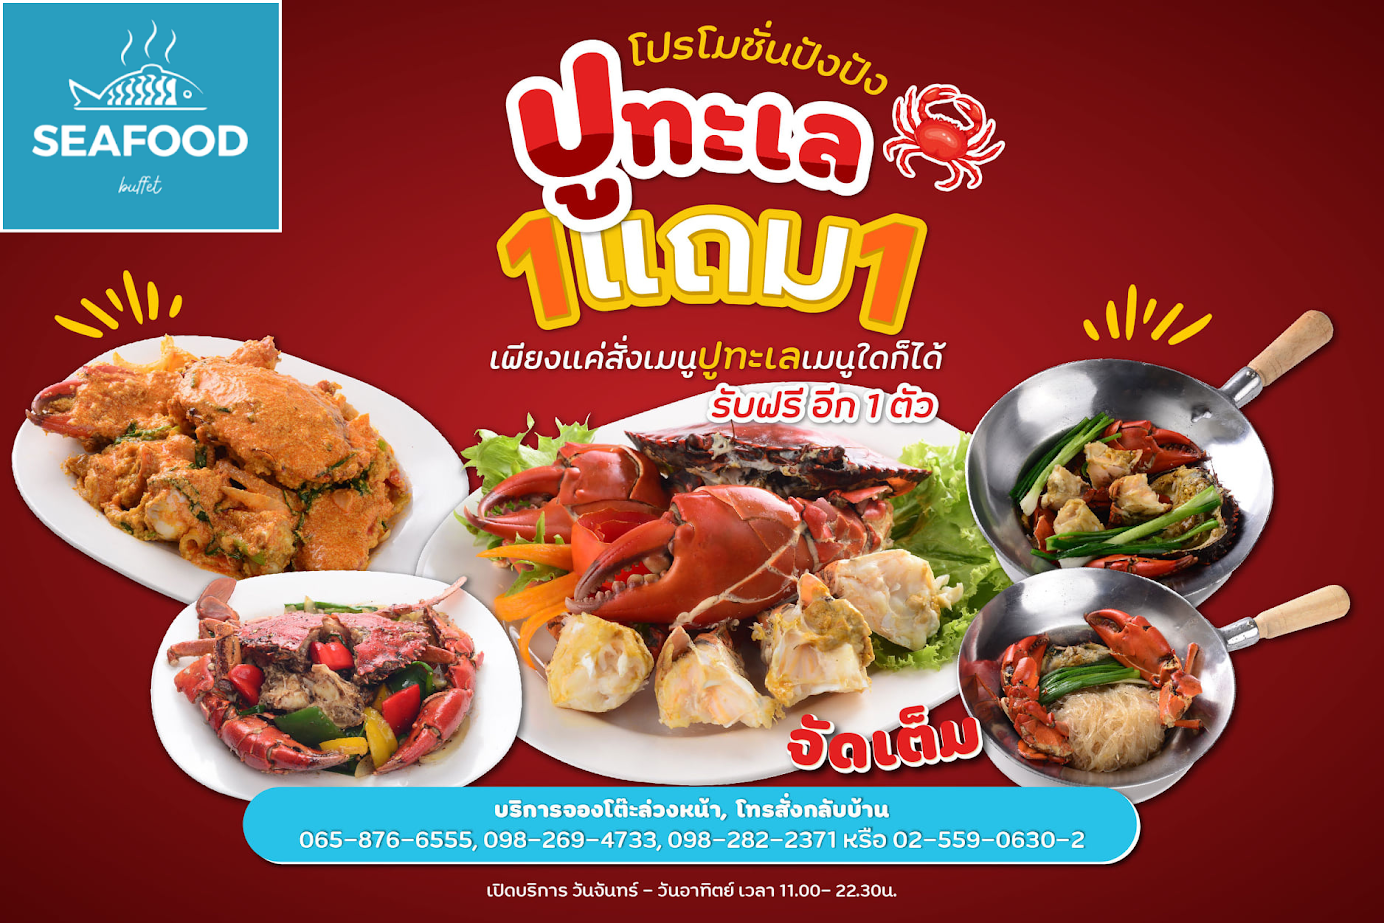 SEAFOOD
buffet
โปรโมชั่นปังปัง
ปูทะเล
1แถม1
เพียงแค่สั่งเมนูปูทะเลเมนูใดก็ได้
รับฟรี อีก 1 ตัว
จัดเต็ม
บริการจองโต๊ะล่วงหน้า, โทรสั่งกลับบ้าน
065-876-6555, 098-269-4733, 098-282-2371 หรือ 02-559-0630-2
เปิดบริการ วันจันทร์ - วันอาทิตย์ เวลา 11.00- 22.30น.